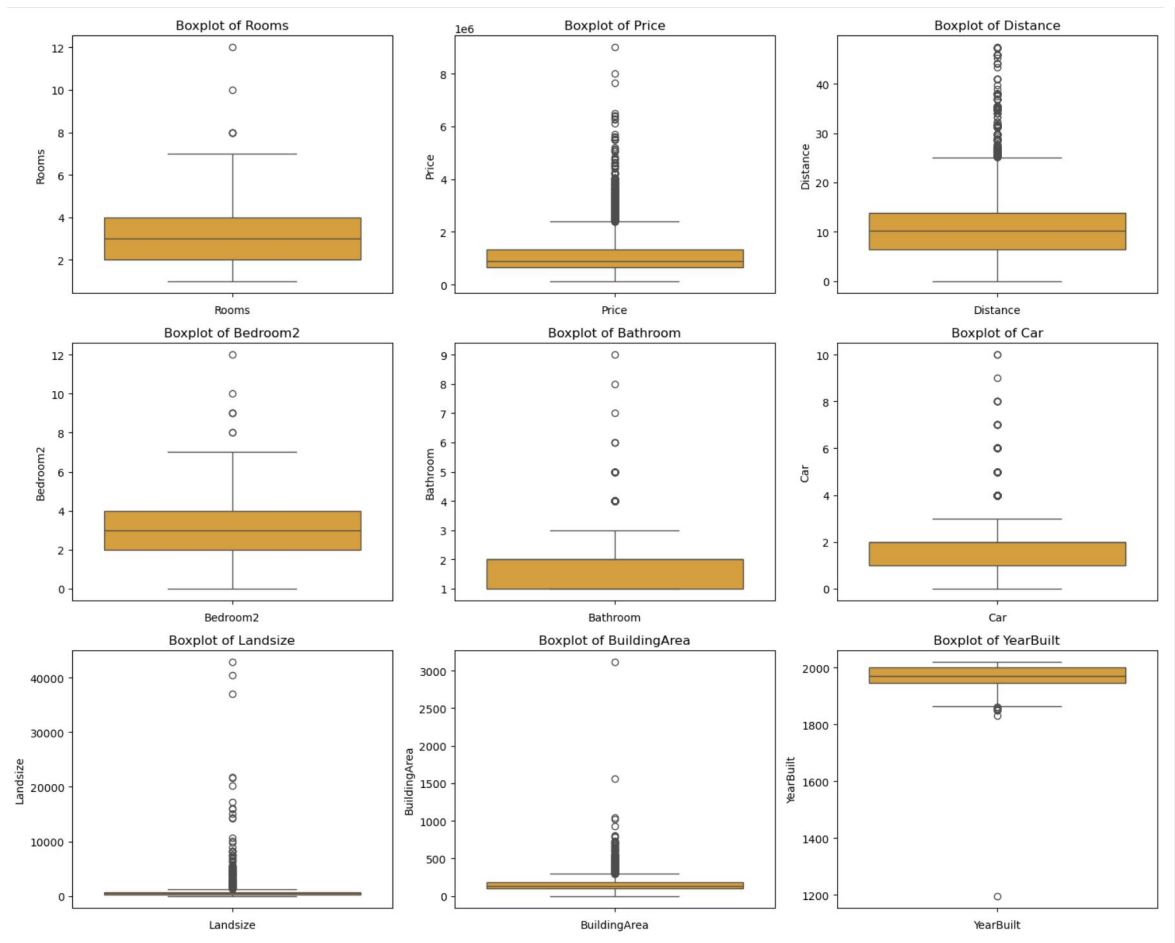 Boxplot of Rooms
Rooms
12
10
8
6
4
2
Rooms
Boxplot of Price
1e6
Price
8
6
4
2
0
Price
Boxplot of Distance
Distance
40
30
20
10
0
Distance
Boxplot of Bedroom2
Bedroom2
12
10
8
6
4
2
0
Bedroom2
Boxplot of Bathroom
Bathroom
9
8
7
6
5
4
3
2
1
Bathroom
Boxplot of Car
Car
10
8
6
4
2
0
Car
Boxplot of Landsize
Landsize
40000
30000
20000
10000
0
Landsize
Boxplot of BuildingArea
BuildingArea
3000
2500
2000
1500
1000
500
0
BuildingArea
Boxplot of YearBuilt
YearBuilt
2000
1800
1600
1400
1200
YearBuilt